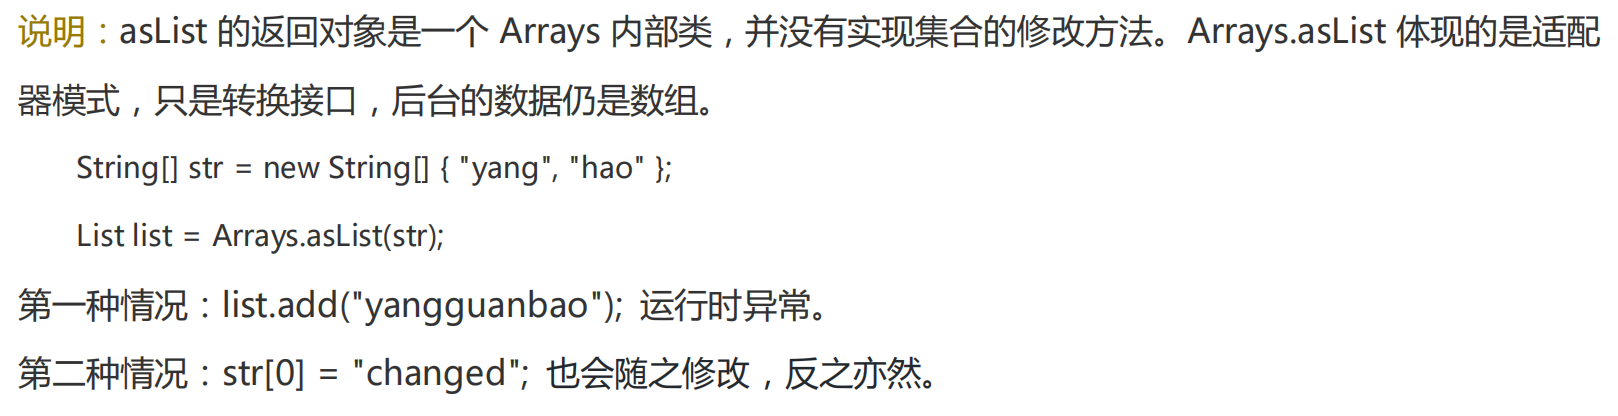 说明：asList 的返回对象是一个 Arrays 内部类，并没有实现集合的修改方法。Arrays.asList 体现的是适配
器模式，只是转换接口，后台的数据仍是数组。
String[] str = new String[] { "yang", "hao" };
List list = Arrays.asList(str);
第一种情况：list.add("yangguanbao"); 运行时异常。
第二种情况：str[0] = "changed"; 也会随之修改，反之亦然。